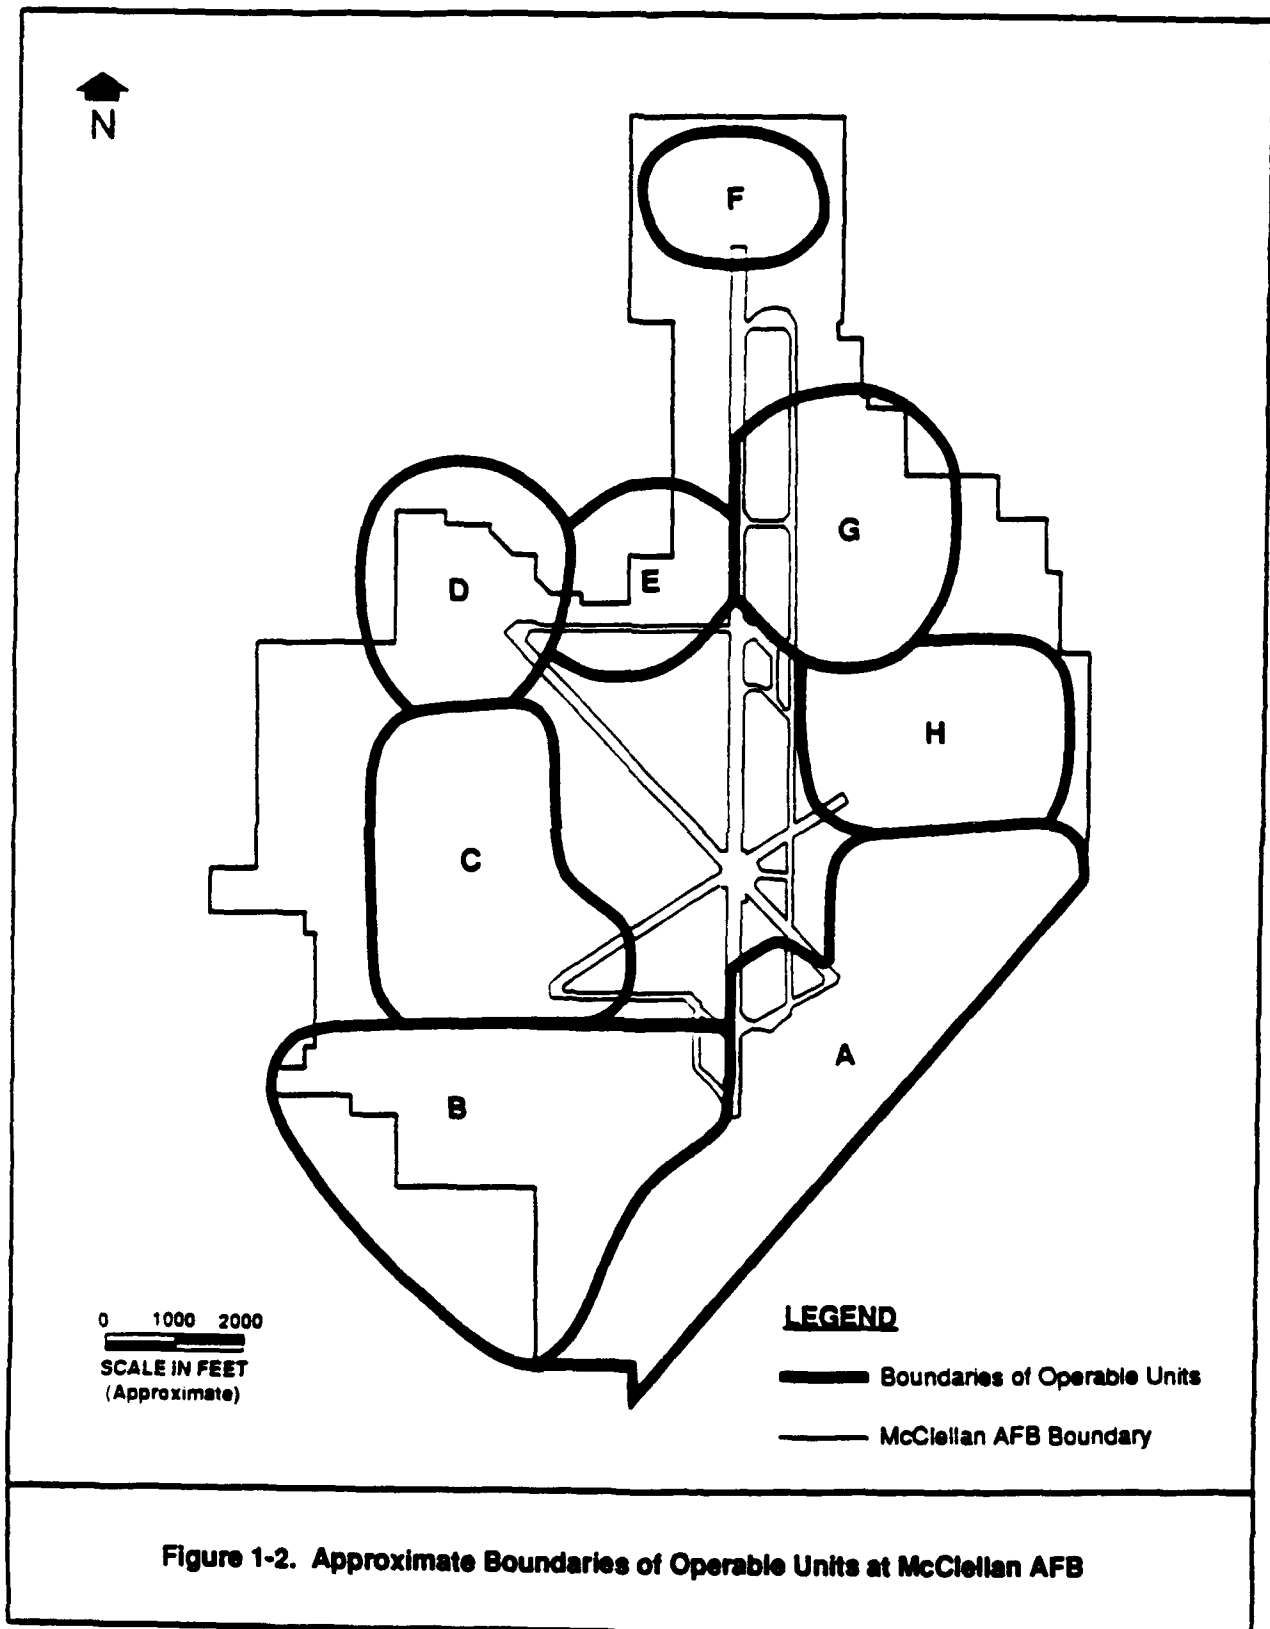 N
F
G
D
E
H
C
A
B
0 1000 2000
SCALE IN FEET
(Approximate)
LEGEND
Boundaries of Operable Units
McClellan AFB Boundary
Figure 1-2. Approximate Boundaries of Operable Units at McClellan AFB